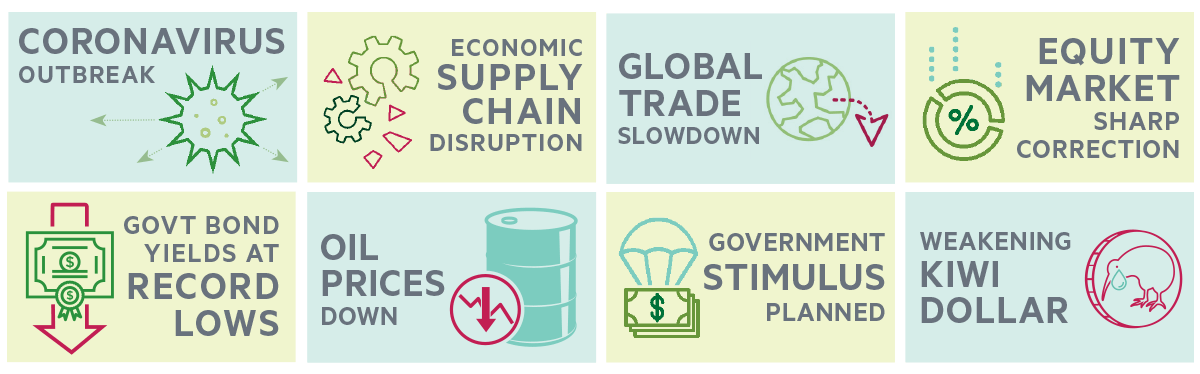 CORONAVIRUS
OUTBREAK
ECONOMIC
SUPPLY
CHAIN
DISRUPTION
GLOBAL
TRADE
SLOWDOWN
EQUITY
MARKET
SHARP
CORRECTION
%
GOVT BOND
YIELDS AT
RECORD
LOWS
$
$
OIL
PRICES
DOWN
GOVERNMENT
STIMULUS
PLANNED
$
WEAKENING
KIWI
DOLLAR